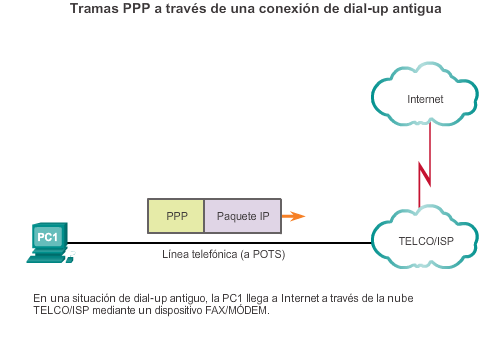 Tramas PPP a través de una conexión de dial-up antigua
Internet
PPP
Paquete IP
PC1
TELCO/ISP
Línea telefónica (a POTS)
En una situación de dial-up antiguo, la PC1 llega a Internet a través de la nube
TELCO/ISP mediante un dispositivo FAX/MÓDEM.